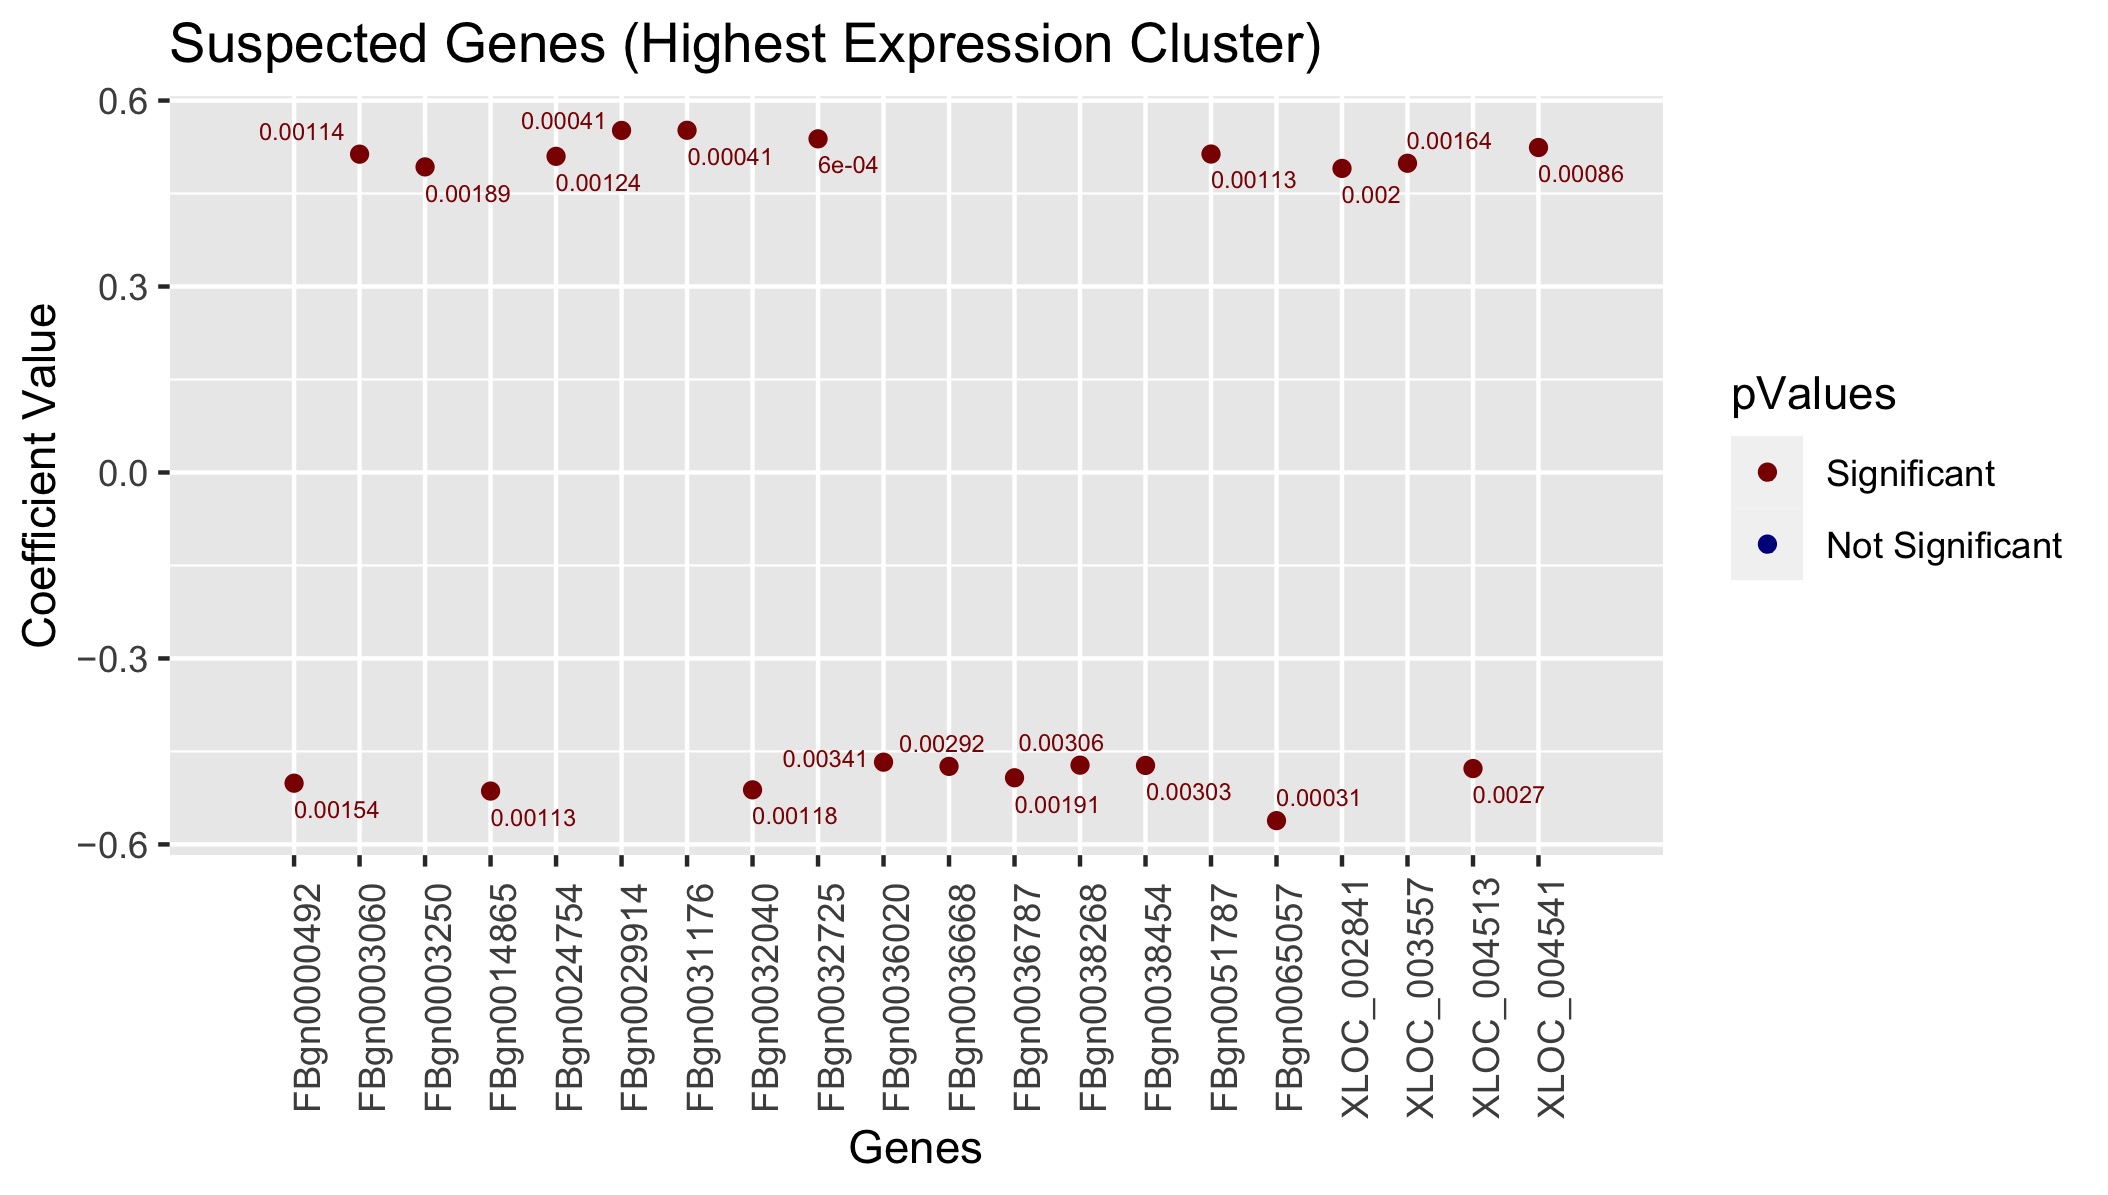 Suspected Genes (Highest Expression Cluster)
0.6
0.3
0.0
−0.3
−0.6
Coefficient Value
0.00114
0.00189
0.00124
0.00041
0.00041
6e-04
0.00113
0.002
0.00164
0.00086
0.00154
0.00113
0.00118
0.00341
0.00292
0.00191
0.00306
0.00303
0.00031
0.0027
FBgn0000492
FBgn0003060
FBgn0003250
FBgn0014865
FBgn0024754
FBgn0029914
FBgn0031176
FBgn0032040
FBgn0032725
FBgn0036020
FBgn0036668
FBgn0036787
FBgn0038268
FBgn0038454
FBgn0051787
FBgn0065057
XLOC_002841
XLOC_003557
XLOC_004513
XLOC_004541
Genes
pValues
Significant
Not Significant